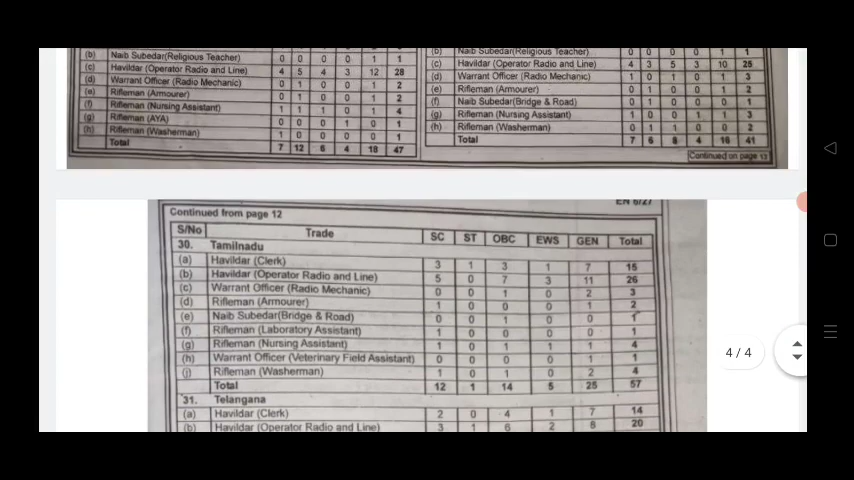 (b) Naib Subedar(Religious Teacher) 0 0 0 0 1 1
(c) Havildar (Operator Radio and Line) 4 5 4 3 12 28
(d) Warrant Officer (Radio Mechanic) 0 1 0 0 1 2
(e) Rifleman (Armourer) 0 1 0 0 1 2
(f) Rifleman (Nursing Assistant) 1 1 1 0 1 4
(g) Rifleman (AYA) 0 0 0 1 0 1
(h) Rifleman (Washerman) 1 0 0 0 0 1
Total 7 12 6 4 18 47
(b) Naib Subedar(Religious Teacher) 0 0 0 0 1 1
(c) Havildar (Operator Radio and Line) 4 3 5 3 10 25
(d) Warrant Officer (Radio Mechanic) 1 0 1 0 1 3
(e) Rifleman (Armourer) 0 1 0 0 1 2
(f) Naib Subedar(Bridge & Road) 0 1 0 0 0 1
(g) Rifleman (Nursing Assistant) 1 0 0 1 1 3
(h) Rifleman (Washerman) 0 1 1 0 0 2
Total 7 6 8 4 16 41
Continued on page 13
EN 6/27
Continued from page 12
S/No Trade SC ST OBC EWS GEN Total
30. Tamilnadu
(a) Havildar (Clerk) 3 1 3 1 7 15
(b) Havildar (Operator Radio and Line) 5 0 7 3 11 26
(c) Warrant Officer (Radio Mechanic) 0 0 1 0 2 3
(d) Rifleman (Armourer) 1 0 0 0 1 2
(e) Naib Subedar(Bridge & Road) 0 0 1 0 0 1
(f) Rifleman (Laboratory Assistant) 1 0 0 0 0 1
(g) Rifleman (Nursing Assistant) 1 0 1 1 1 4
(h) Warrant Officer (Veterinary Field Assistant) 0 0 0 0 1 1
(i) Rifleman (Washerman) 1 0 1 0 2 4
Total 12 1 14 5 25 57
31. Telangana
(a) Havildar (Clerk) 2 0 4 1 7 14
(b) Havildar (Operator Radio and Line) 3 1 6 2 8 20
4 / 4